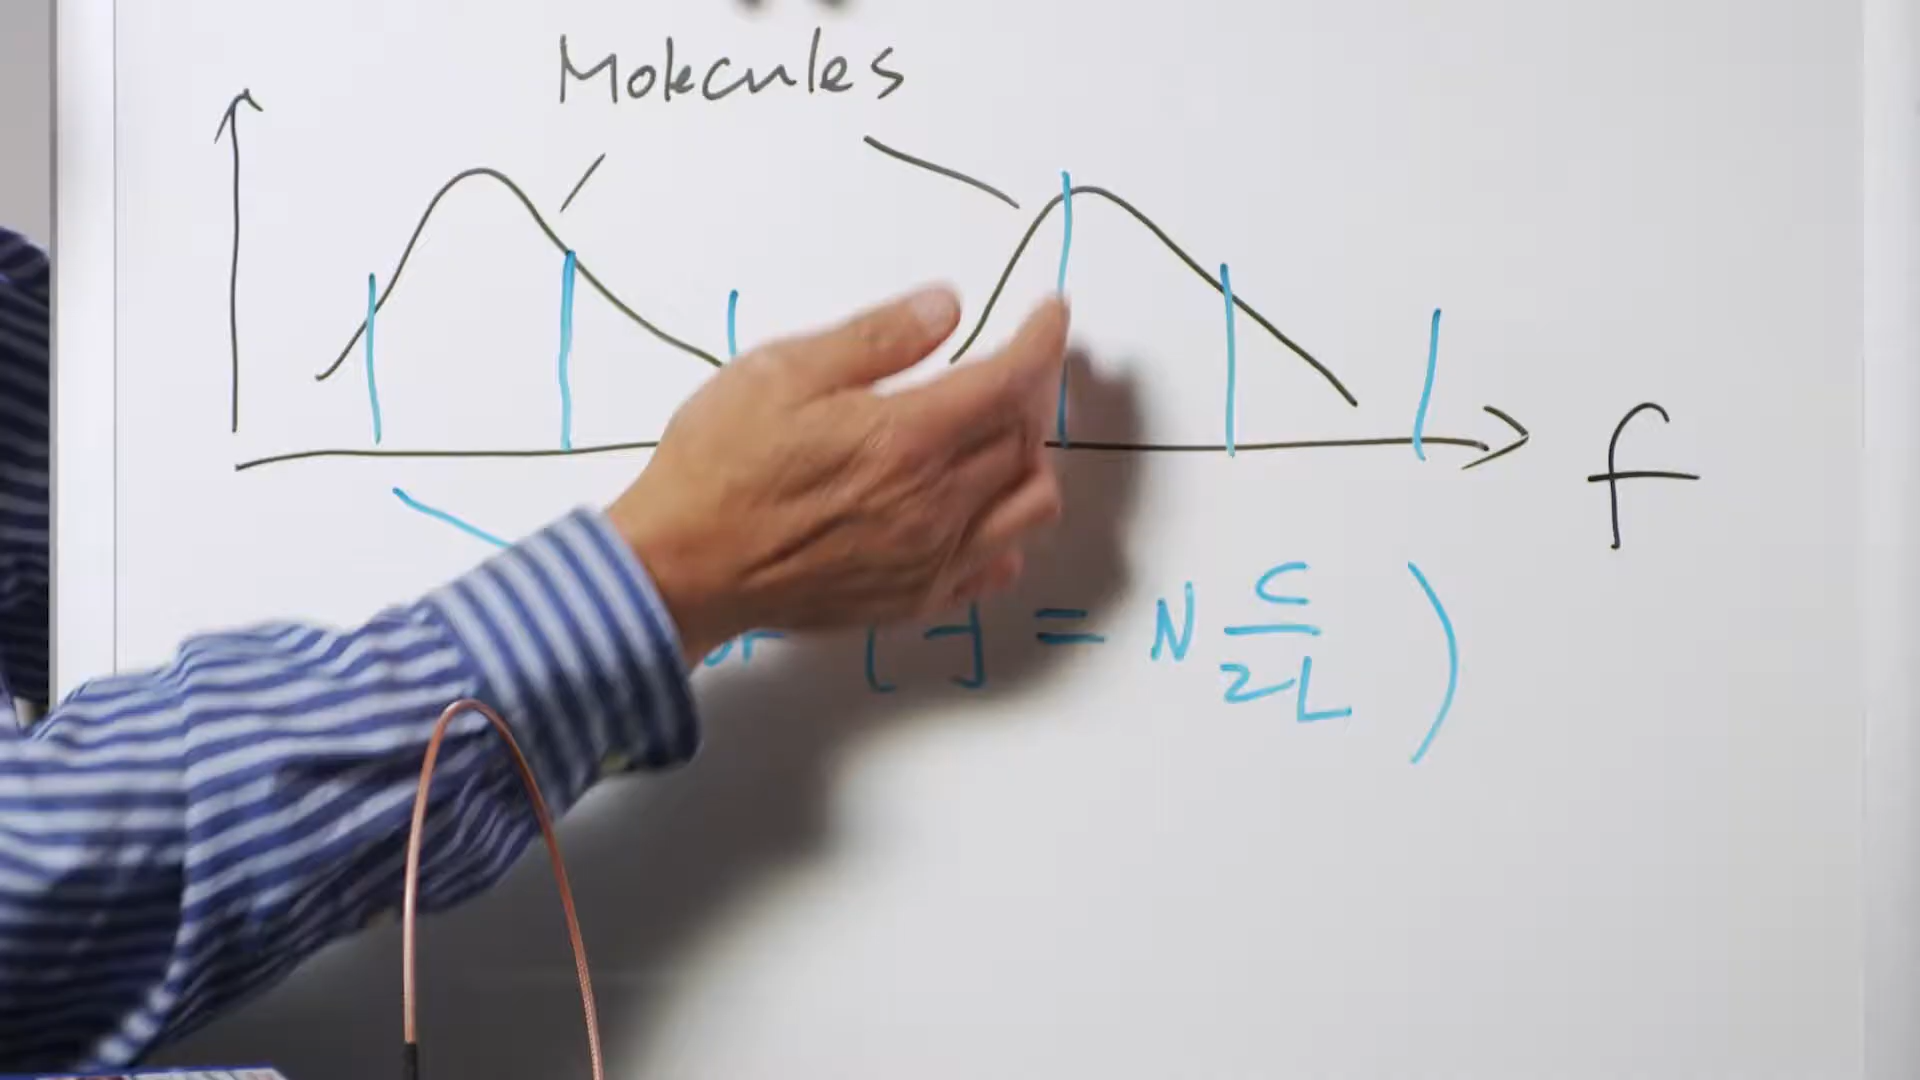 Molecules
f
( f = N C/2L )